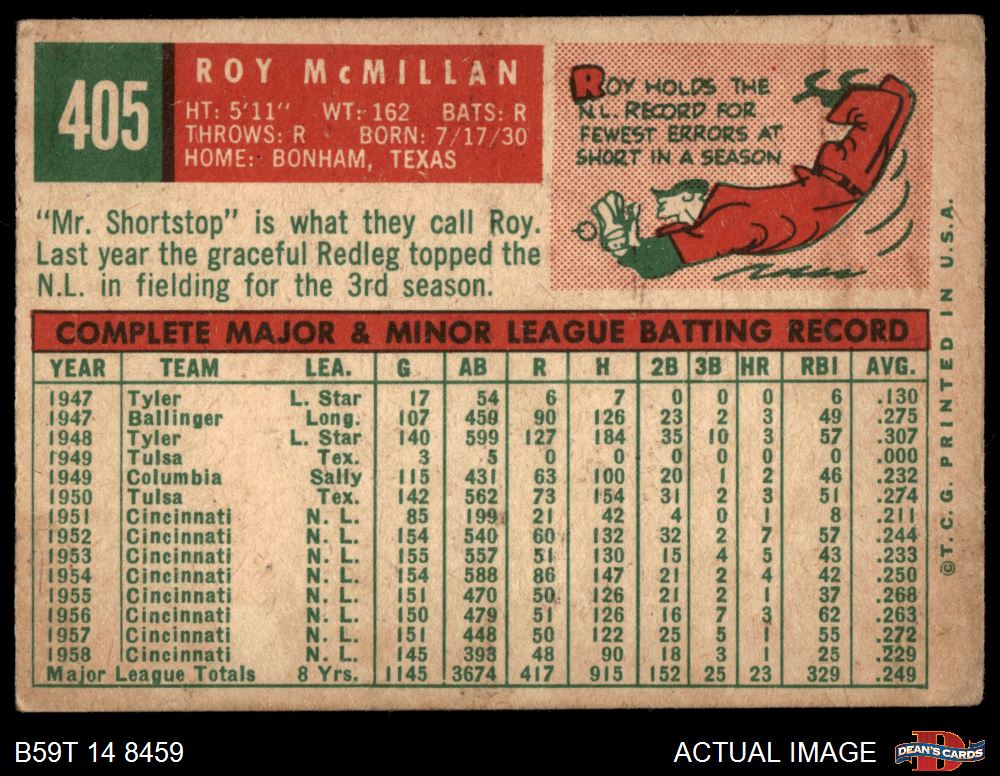 405
ROY McMILLAN
HT: 5'11" WT: 162 BATS: R
THROWS: R BORN: 7/17/30
HOME: BONHAM, TEXAS
ROY HOLDS THE
N.L. RECORD FOR
FEWEST ERRORS AT
SHORT IN A SEASON
"Mr. Shortstop" is what they call Roy.
Last year the graceful Redleg topped the
N.L. in fielding for the 3rd season.
COMPLETE MAJOR & MINOR LEAGUE BATTING RECORD
YEAR TEAM LEA. G AB R H 2B 3B HR RBI AVG.
1947 Tyler L. Star 17 54 6 7 0 0 0 6 .130
1947 Ballinger Long. 107 459 90 126 23 2 3 49 .275
1948 Tyler L. Star 140 599 127 184 35 10 3 57 .307
1949 Tulsa Tex. 3 5 0 0 0 0 0 0 .000
1949 Columbia Sally 115 431 63 100 20 1 2 46 .232
1950 Tulsa Tex. 142 562 73 154 31 2 3 51 .274
1951 Cincinnati N. L. 85 199 21 42 4 0 1 8 .211
1952 Cincinnati N. L. 154 540 60 132 32 2 7 57 .244
1953 Cincinnati N. L. 155 557 51 130 15 4 5 43 .233
1954 Cincinnati N. L. 154 588 86 147 21 2 4 42 .250
1955 Cincinnati N. L. 151 470 50 126 21 2 1 37 .268
1956 Cincinnati N. L. 150 479 51 126 16 7 3 62 .263
1957 Cincinnati N. L. 151 448 50 122 25 5 1 55 .272
1958 Cincinnati N. L. 145 393 48 90 18 3 1 25 .229
Major League Totals 8 Yrs. 1145 3674 417 915 152 25 23 329 .249
©T. C. G. PRINTED IN U.S.A.
B59T 14 8459
ACTUAL IMAGE
DEAN'S CARDS